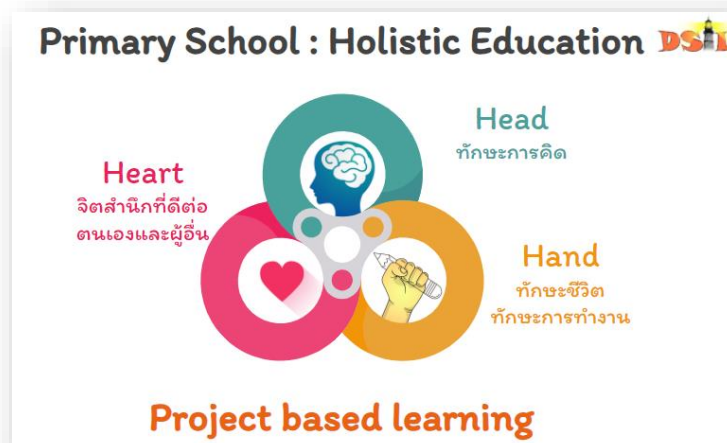 Primary School : Holistic Education
Head
ทักษะการคิด
Heart
จิตสำนึกที่ดีต่อ
ตนเองและผู้อื่น
Hand
ทักษะชีวิต
ทักษะการทำงาน
Project based learning